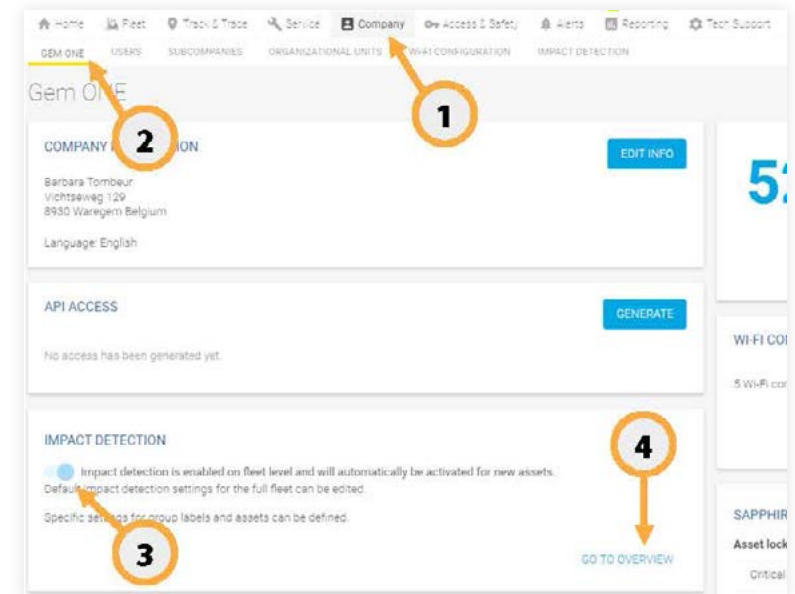 Home Fleet Track & Trace Service Company Access & Safety Alerts Reporting Tech Support
GEM ONE USERS SUBCOMPANIES ORGANIZATIONAL UNITS WI-FI CONFIGURATION IMPACT DETECTION
Gem ONE
1
2
COMPANY
EDIT INFO
Barbara Tombeur
Vichtseweg 129
8930 Waregem Belgium
Language: English
API ACCESS
GENERATE
No access has been generated yet.
WI-FI
5 Wi-Fi
IMPACT DETECTION
4
Impact detection is enabled on fleet level and will automatically be activated for new assets.
Default impact detection settings for the full fleet can be edited.
Specific settings for group labels and assets can be defined.
3
GO TO OVERVIEW
SAPPHIR
Asset lock
Critical